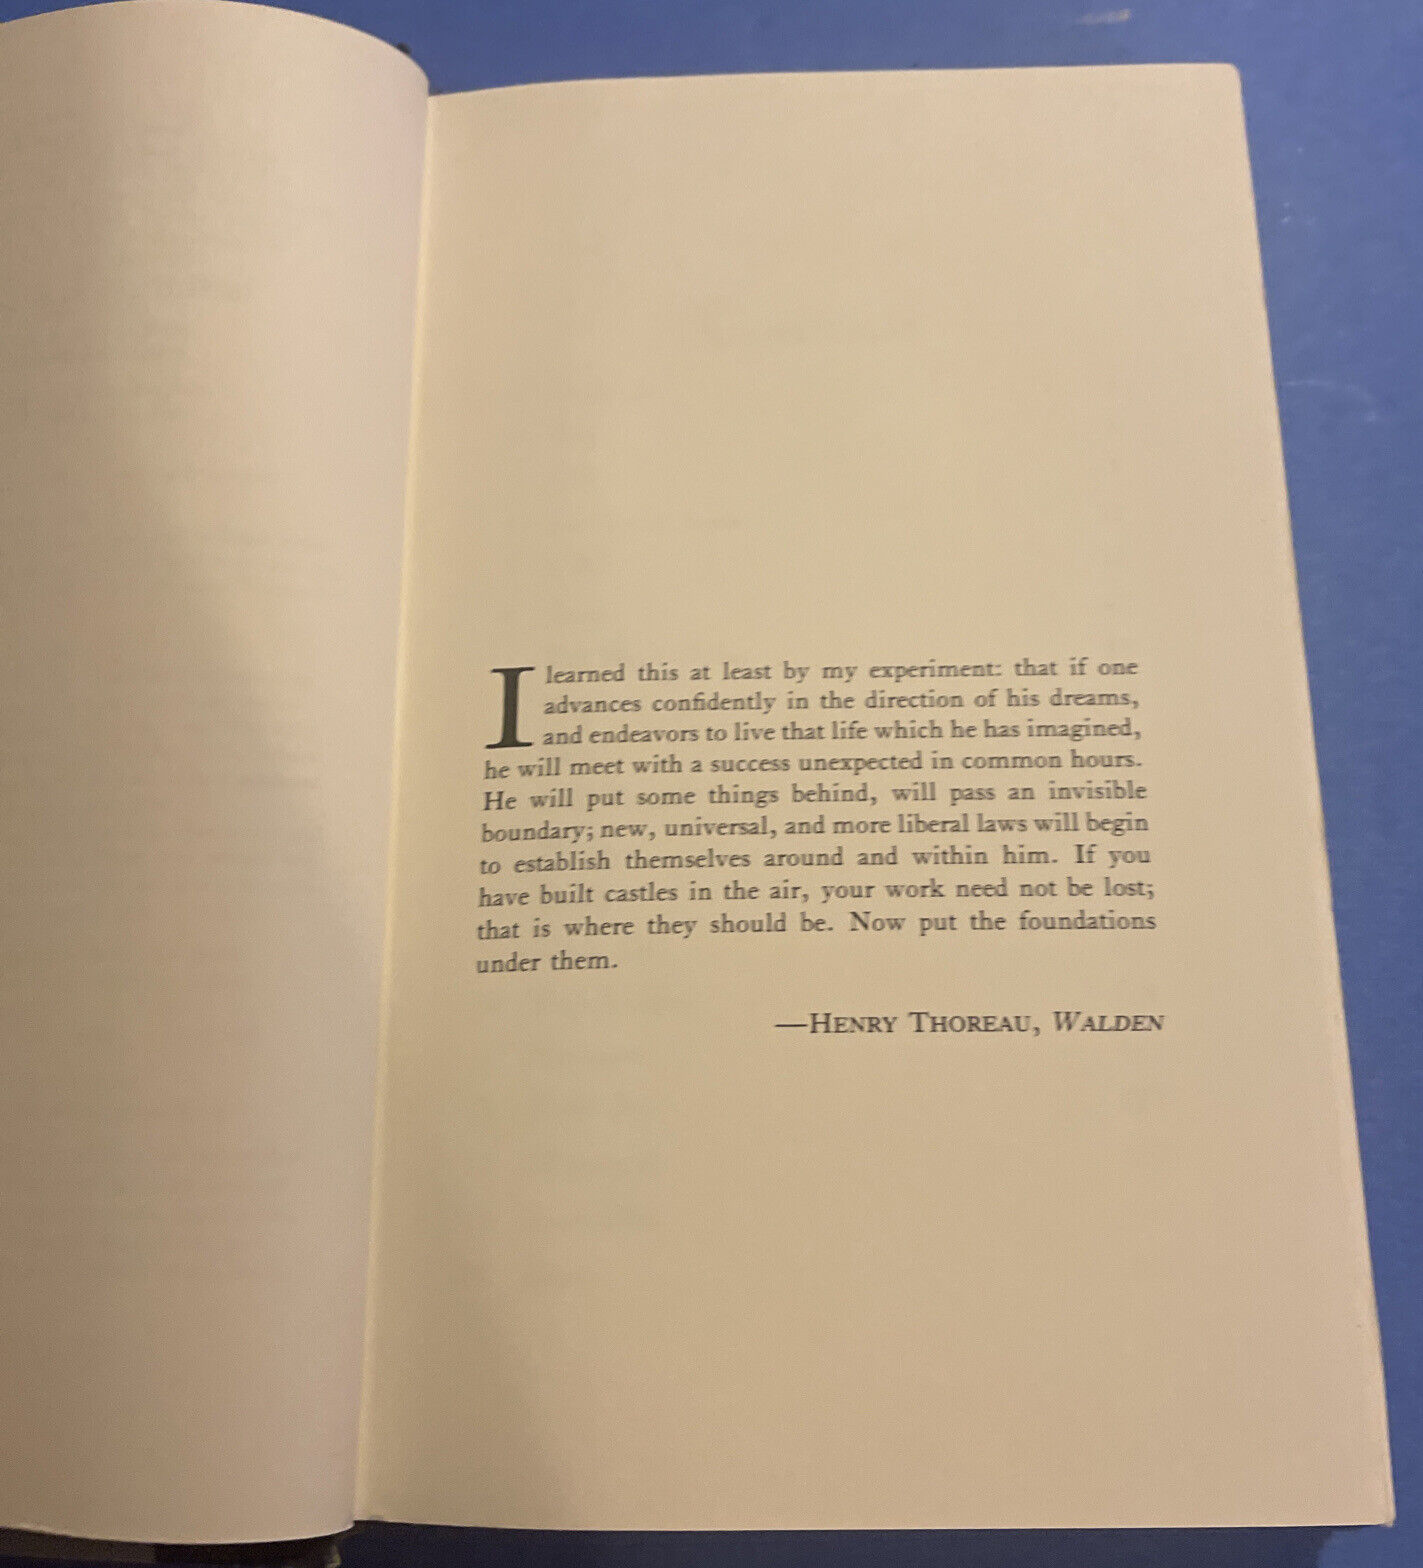 I learned this at least by my experiment: that if one
advances confidently in the direction of his dreams,
and endeavors to live that life which he has imagined,
he will meet with a success unexpected in common hours.
He will put some things behind, will pass an invisible
boundary; new, universal, and more liberal laws will begin
to establish themselves around and within him. If you
have built castles in the air, your work need not be lost;
that is where they should be. Now put the foundations
under them.
—HENRY THOREAU, WALDEN